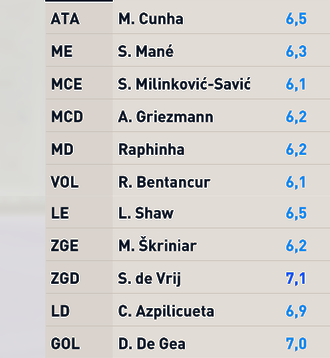 ATA M. Cunha 6,5
ME S. Mané 6,3
MCE S. Milinković-Savić 6,1
MCD A. Griezmann 6,2
MD Raphinha 6,2
VOL R. Bentancur 6,1
LE L. Shaw 6,5
ZGE M. Škriniar 6,2
ZGD S. de Vrij 7,1
LD C. Azpilicueta 6,9
GOL D. De Gea 7,0